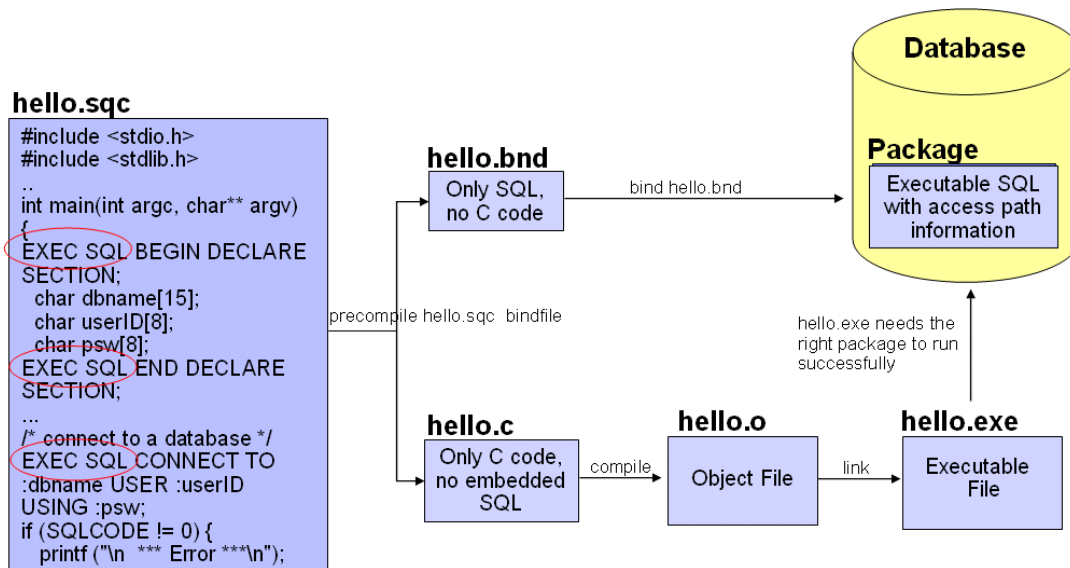 hello.sqc
#include <stdio.h>
#include <stdlib.h>
..
int main(int argc, char** argv)
{
EXEC SQL BEGIN DECLARE
SECTION;
char dbname[15];
char userID[8];
char psw[8];
EXEC SQL END DECLARE
SECTION;
...
/* connect to a database */
EXEC SQL CONNECT TO
:dbname USER :userID
USING :psw;
if (SQLCODE != 0) {
printf ("\n *** Error ***\n");
precompile hello.sqc bindfile
hello.bnd
Only SQL,
no C code
bind hello.bnd
Database
Package
Executable SQL
with access path
information
hello.c
Only C code,
no embedded
SQL
compile
hello.o
Object File
link
hello.exe
Executable
File
hello.exe needs the
right package to run
successfully